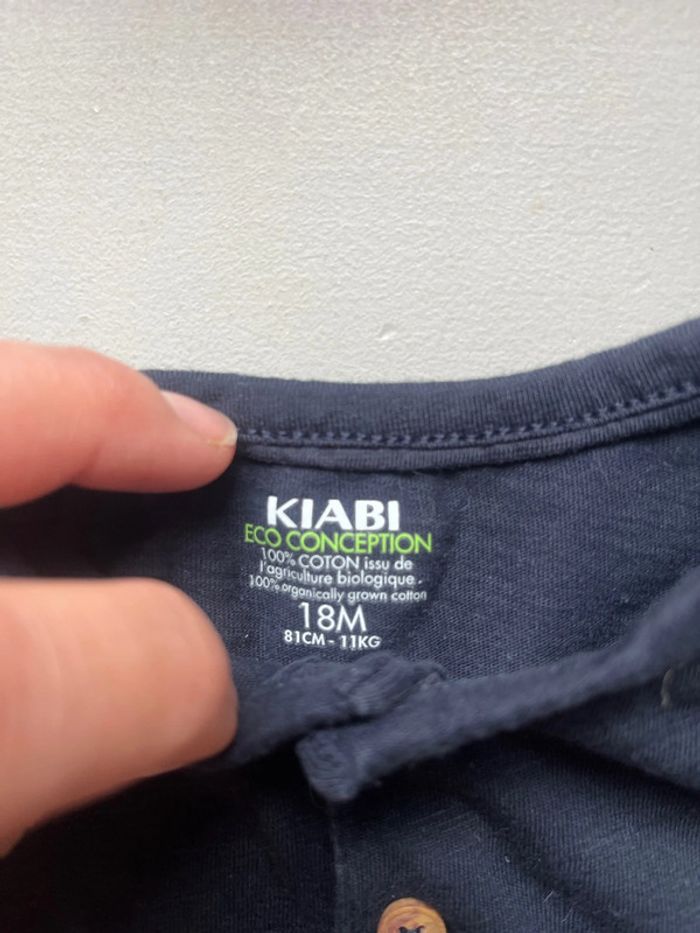 KIABI
ECO CONCEPTION
100% COTON issu de
l'agriculture biologique.
100% organically grown cotton
18M
81CM - 11KG